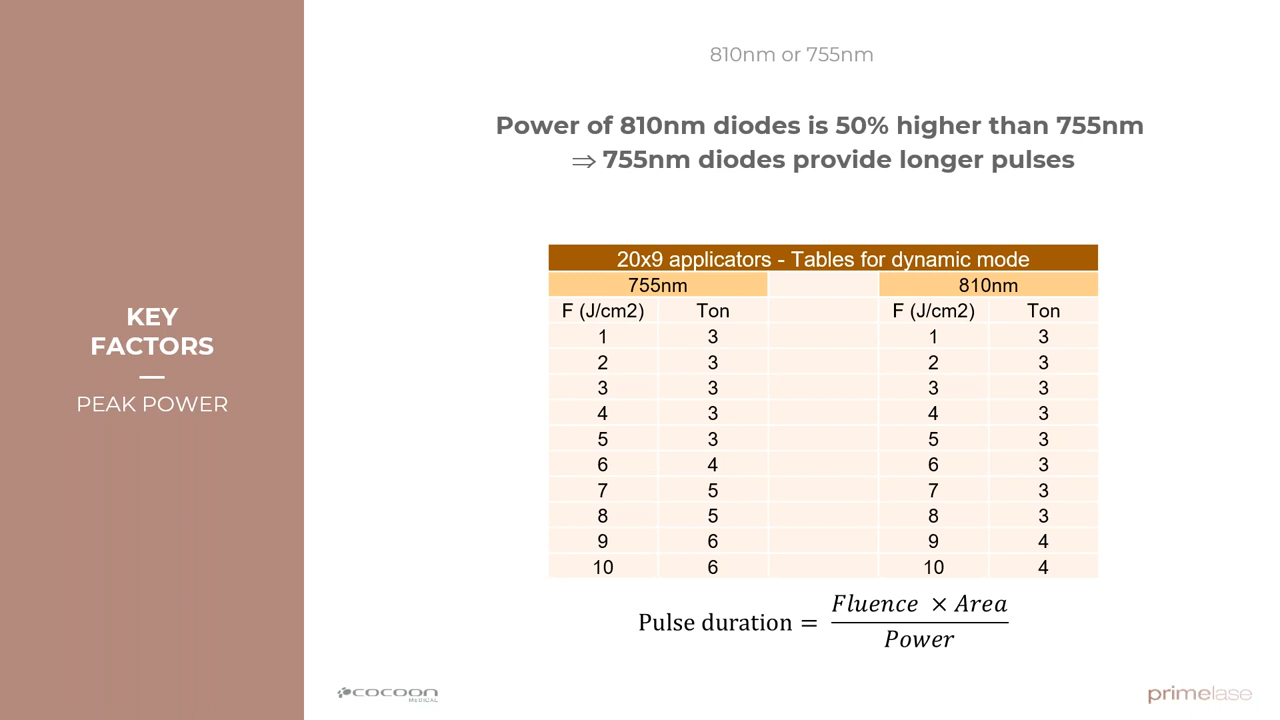 810nm or 755nm
Power of 810nm diodes is 50% higher than 755nm
⇒ 755nm diodes provide longer pulses
KEY
FACTORS
PEAK POWER
20x9 applicators - Tables for dynamic mode
755nm 810nm
F (J/cm2) Ton F (J/cm2) Ton
1 3 1 3
2 3 2 3
3 3 3 3
4 3 4 3
5 3 5 3
6 4 6 3
7 5 7 3
8 5 8 3
9 6 9 4
10 6 10 4
Pulse duration = Fluence × Area
Power
cocoon
MEDICAL
primelase